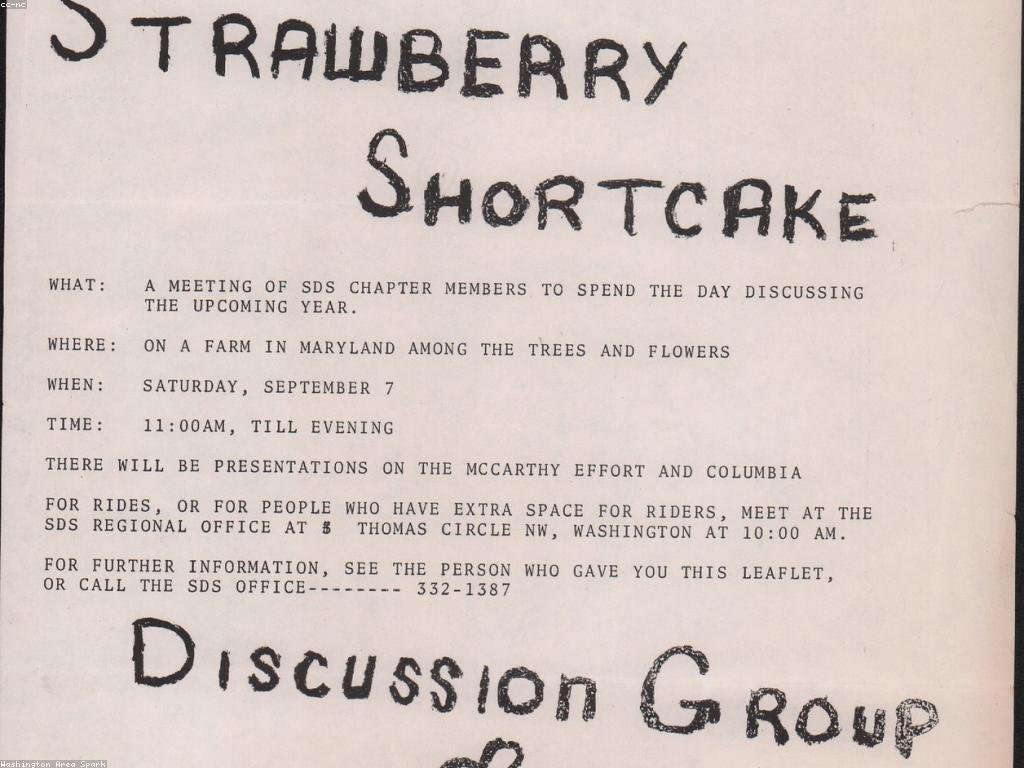 cc-nc
STRAWBERRY
SHORTCAKE
WHAT: A MEETING OF SDS CHAPTER MEMBERS TO SPEND THE DAY DISCUSSING
THE UPCOMING YEAR.
WHERE: ON A FARM IN MARYLAND AMONG THE TREES AND FLOWERS
WHEN: SATURDAY, SEPTEMBER 7
TIME: 11:00AM, TILL EVENING
THERE WILL BE PRESENTATIONS ON THE MCCARTHY EFFORT AND COLUMBIA
FOR RIDES, OR FOR PEOPLE WHO HAVE EXTRA SPACE FOR RIDERS, MEET AT THE
SDS REGIONAL OFFICE AT THOMAS CIRCLE NW, WASHINGTON AT 10:00 AM.
FOR FURTHER INFORMATION, SEE THE PERSON WHO GAVE YOU THIS LEAFLET,
OR CALL THE SDS OFFICE-------- 332-1387
DISCUSSION GROUP
Washington Area Spark